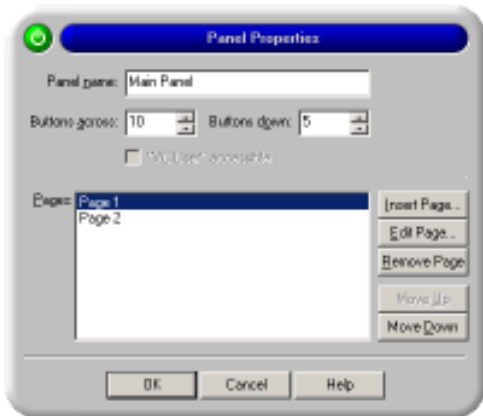 Panel Properties
Panel name: Main Panel
Buttons across: 10 Buttons down: 5
accessible
Pages: Page 1
Page 2
Insert Page...
Edit Page...
Remove Page
Move Up
Move Down
OK Cancel Help